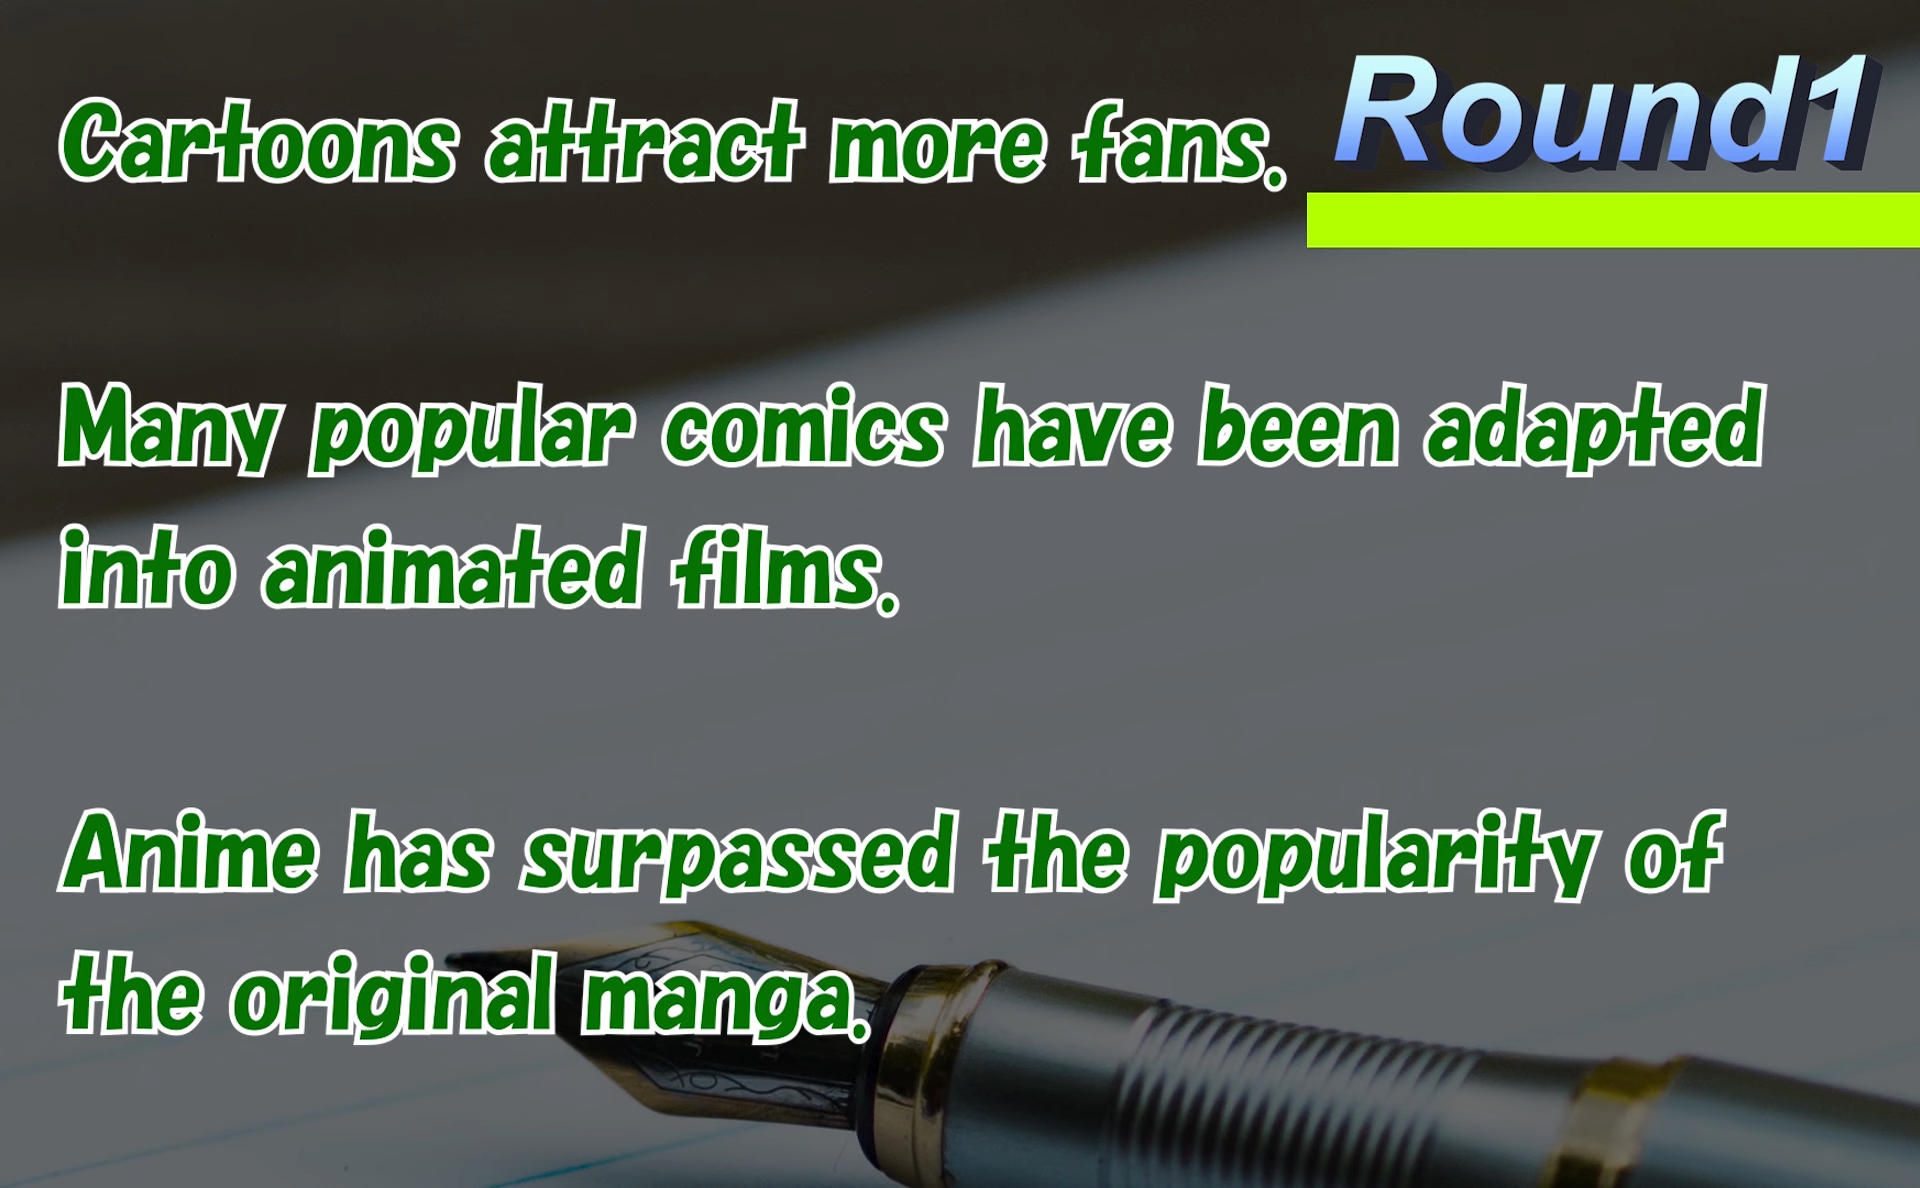 Cartoons attract more fans.
Round1
Many popular comics have been adapted
into animated films.
Anime has surpassed the popularity of
the original manga.